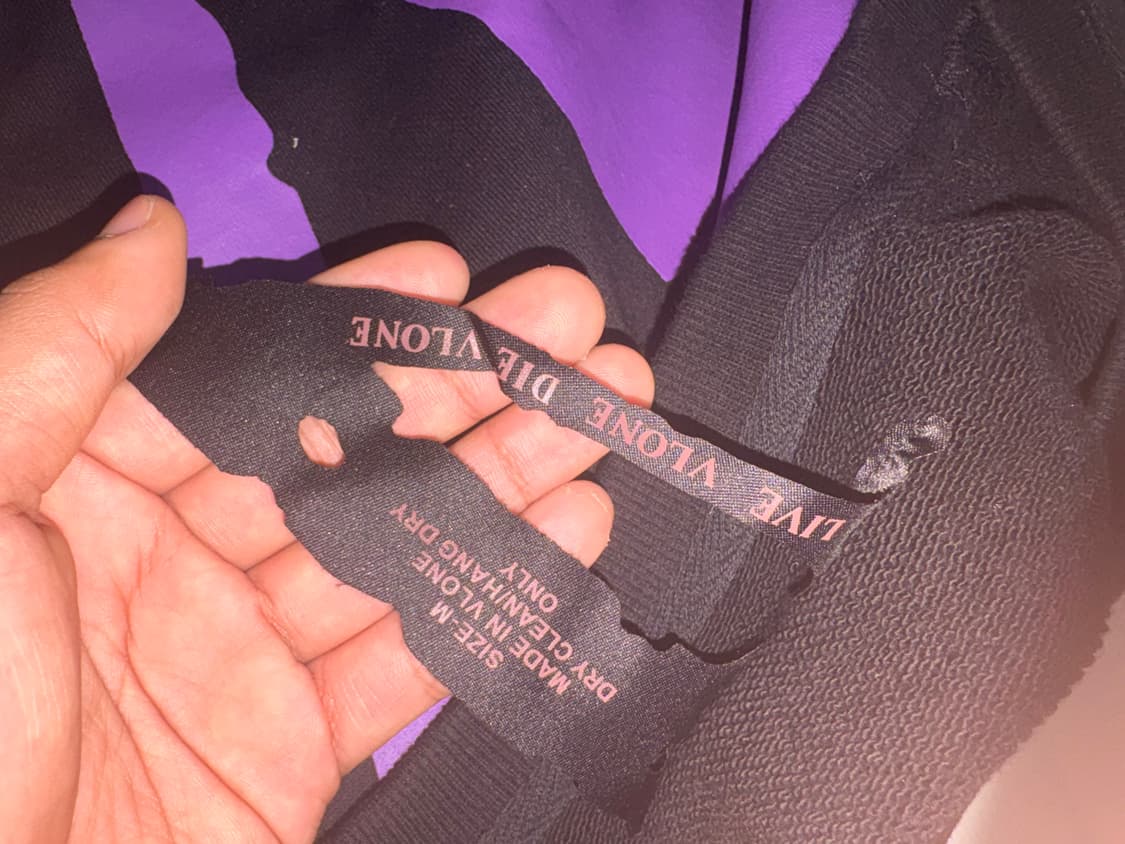 LIVE VLONE DIE VLONE
SIZE-M
MADE IN VLONE
DRY CLEAN/HANG DRY
ONLY